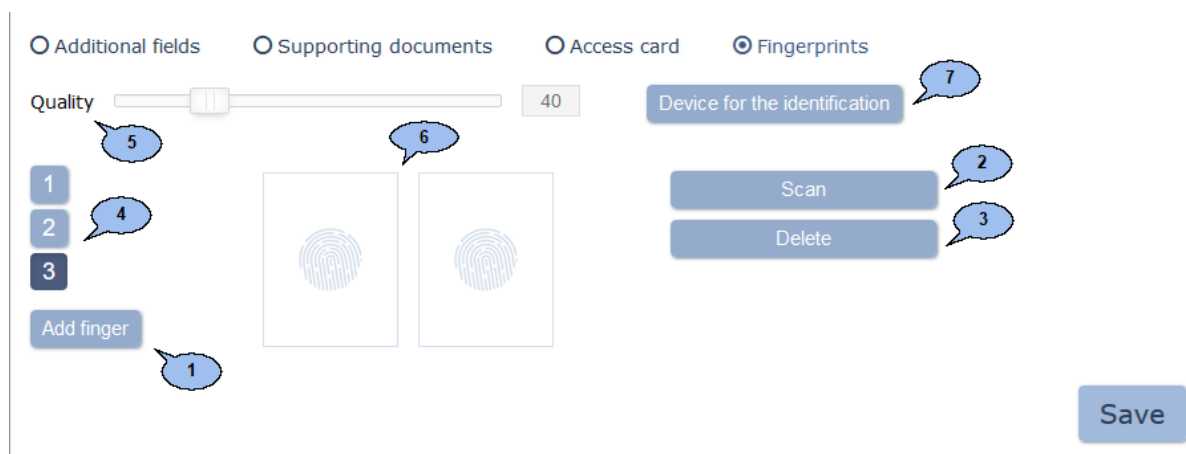 Additional fields Supporting documents Access card Fingerprints
7
Quality 40 Device for the identification
5
6
1
2
Scan
2
4
3
Delete
3
Add finger
1
Save